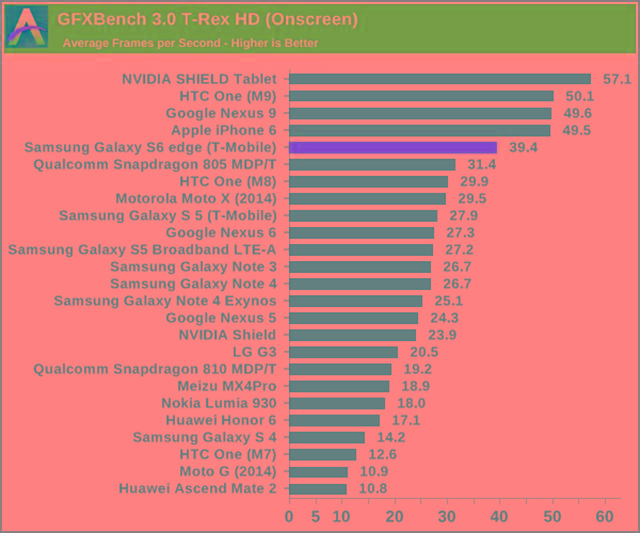 GFXBench 3.0 T-Rex HD (Onscreen)
Average Frames per Second - Higher is Better
NVIDIA SHIELD Tablet 57.1
HTC One (M9) 50.1
Google Nexus 9 49.6
Apple iPhone 6 49.5
Samsung Galaxy S6 edge (T-Mobile) 39.4
Qualcomm Snapdragon 805 MDP/T 31.4
HTC One (M8) 29.9
Motorola Moto X (2014) 29.5
Samsung Galaxy S 5 (T-Mobile) 27.9
Google Nexus 6 27.3
Samsung Galaxy S5 Broadband LTE-A 27.2
Samsung Galaxy Note 3 26.7
Samsung Galaxy Note 4 26.7
Samsung Galaxy Note 4 Exynos 25.1
Google Nexus 5 24.3
NVIDIA Shield 23.9
LG G3 20.5
Qualcomm Snapdragon 810 MDP/T 19.2
Meizu MX4Pro 18.9
Nokia Lumia 930 18.0
Huawei Honor 6 17.1
Samsung Galaxy S 4 14.2
HTC One (M7) 12.6
Moto G (2014) 10.9
Huawei Ascend Mate 2 10.8
0 5 10 20 30 40 50 60